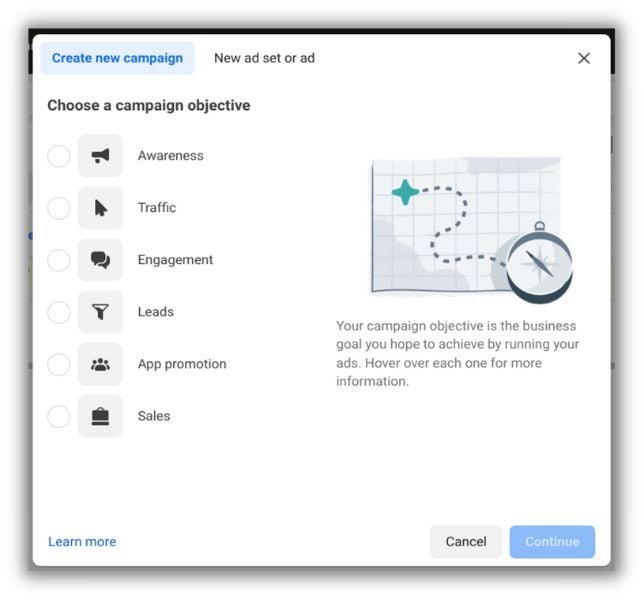 Create new campaign
New ad set or ad
Choose a campaign objective
Awareness
Traffic
Engagement
Leads
App promotion
Sales
Your campaign objective is the business
goal you hope to achieve by running your
ads. Hover over each one for more
information.
Learn more
Cancel
Continue